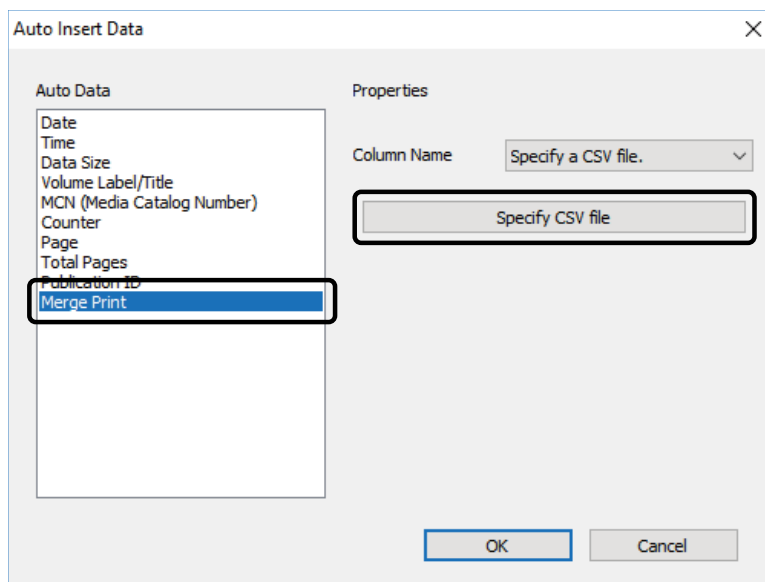 Auto Insert Data
Auto Data
Date
Time
Data Size
Volume Label/Title
MCN (Media Catalog Number)
Counter
Page
Total Pages
Publication ID
Merge Print
Properties
Column Name
Specify a CSV file.
Specify CSV file
OK
Cancel